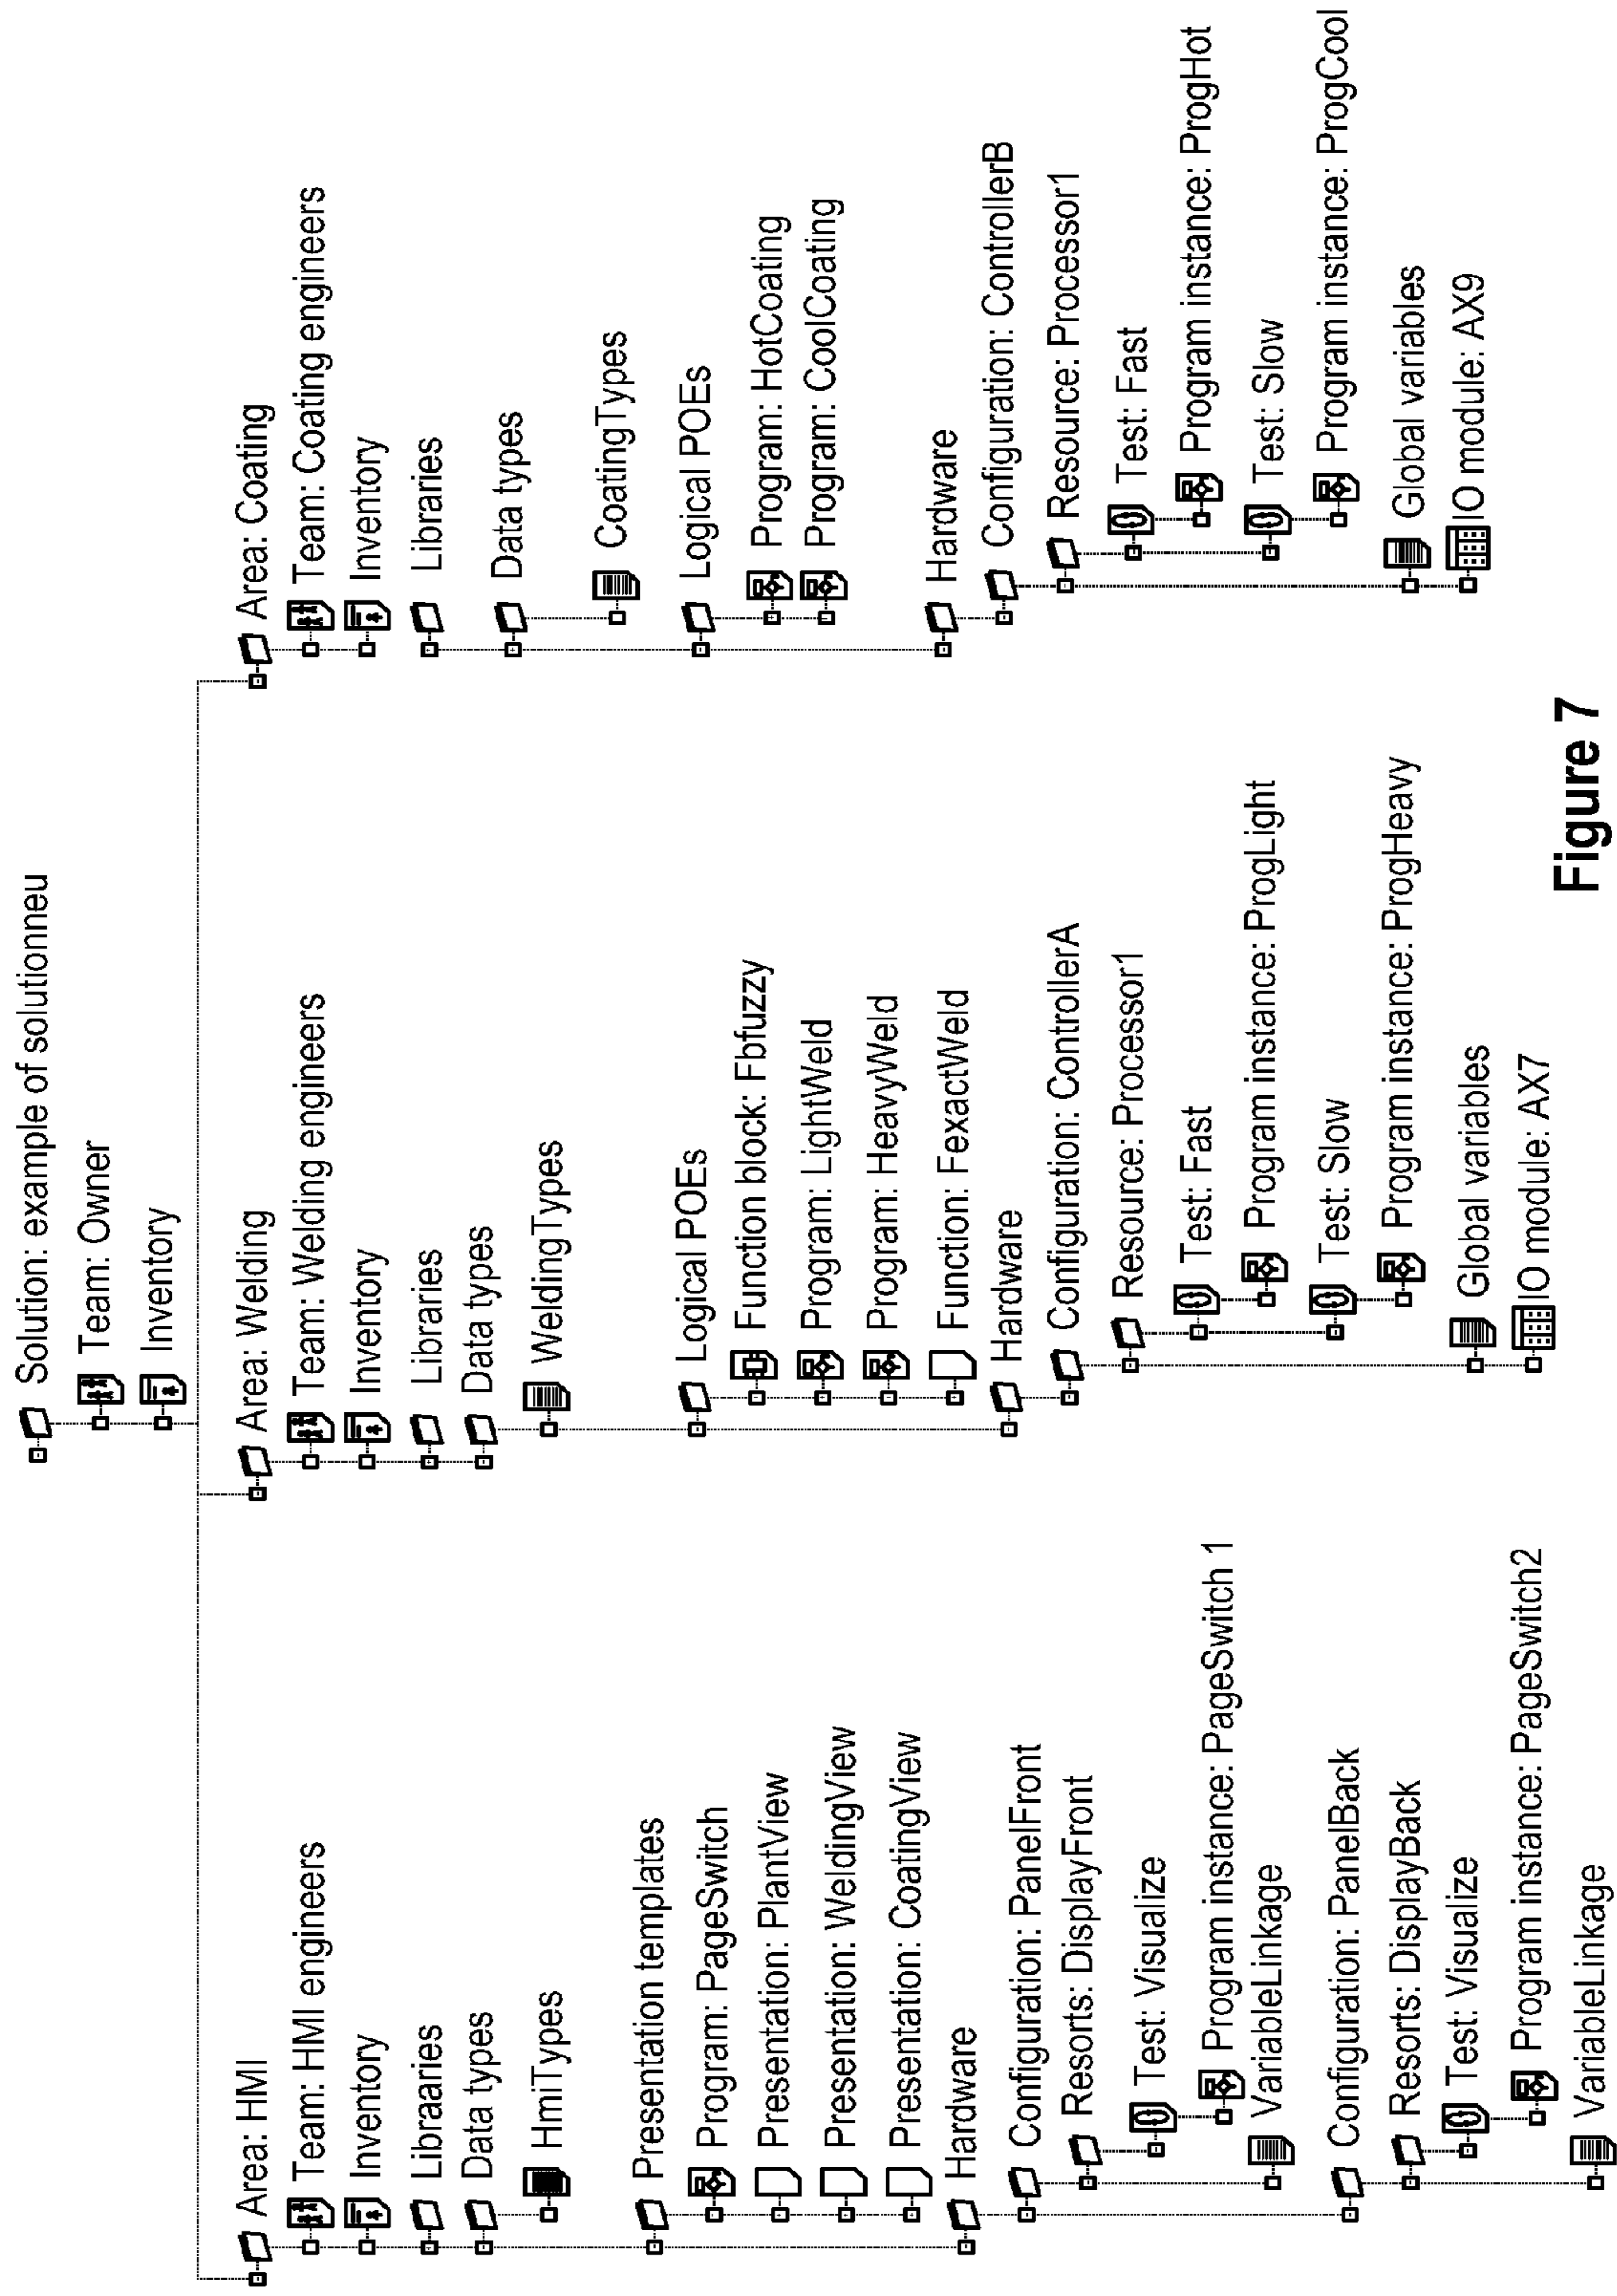 Solution: example of solutionneu
Team: Owner
Inventory
Area: HMI
Team: HMI engineers
Inventory
Libraaries
Data types
HmiTypes
Presentation templates
Program: PageSwitch
Presentation: PlantView
Presentation: WeldingView
Presentation: CoatingView
Hardware
Configuration: PanelFront
Resorts: DisplayFront
Test: Visualize
Program instance: PageSwitch 1
VariableLinkage
Configuration: PanelBack
Resorts: DisplayBack
Test: Visualize
Program instance: PageSwitch2
VariableLinkage
Area: Welding
Team: Welding engineers
Inventory
Libraries
Data types
WeldingTypes
Logical POEs
Function block: Fbfuzzy
Program: LightWeld
Program: HeavyWeld
Function: FexactWeld
Hardware
Configuration: ControllerA
Resource: Processor1
Test: Fast
Program instance: ProgLight
Test: Slow
Program instance: ProgHeavy
Global variables
IO module: AX7
Area: Coating
Team: Coating engineers
Inventory
Libraries
Data types
CoatingTypes
Logical POEs
Program: HotCoating
Program: CoolCoating
Hardware
Configuration: ControllerB
Resource: Processor1
Test: Fast
Program instance: ProgHot
Test: Slow
Program instance: ProgCool
Global variables
IO module: AX9
Figure 7